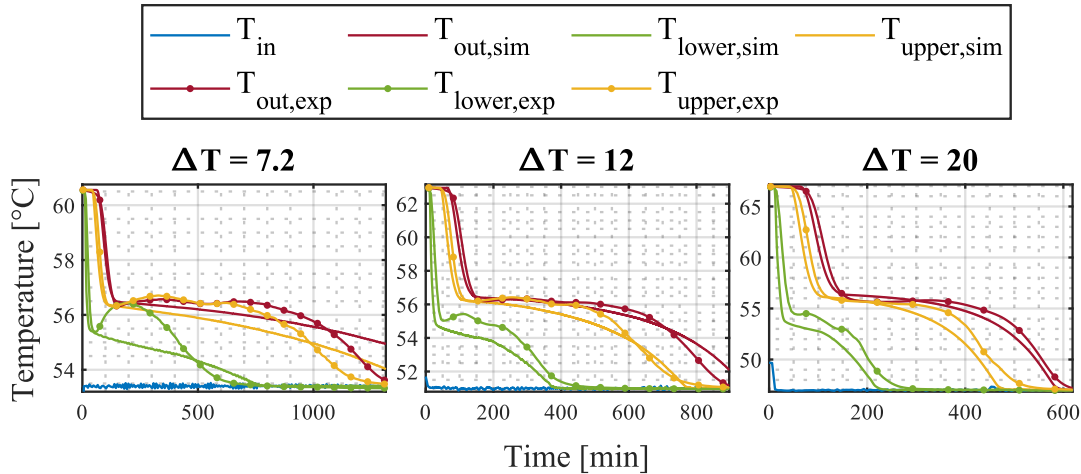 T_in T_out,sim T_lower,sim T_upper,sim
T_out,exp T_lower,exp T_upper,exp
ΔT = 7.2 ΔT = 12 ΔT = 20
Temperature [°C]
60
58
56
54
0 500 1000
62
60
58
56
54
52
0 200 400 600 800
65
60
55
50
0 200 400 600
Time [min]